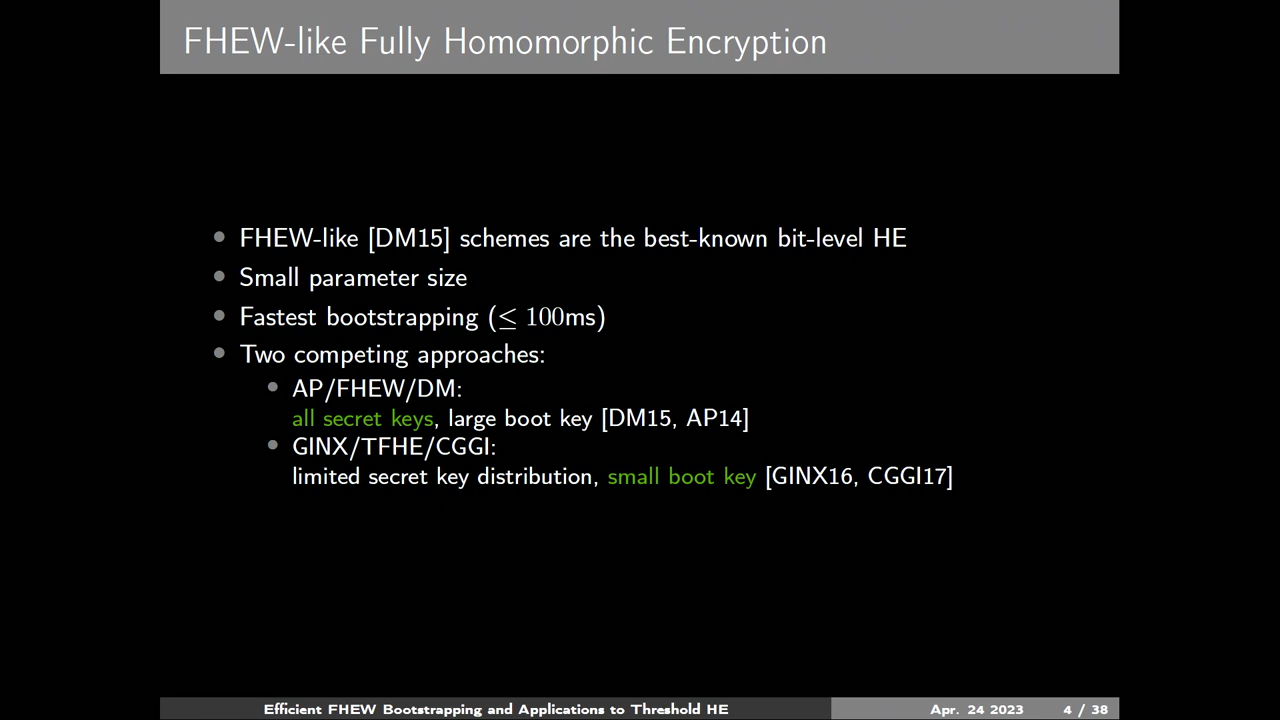 FHEW-like Fully Homomorphic Encryption
• FHEW-like [DM15] schemes are the best-known bit-level HE
• Small parameter size
• Fastest bootstrapping (≤ 100ms)
• Two competing approaches:
• AP/FHEW/DM:
all secret keys, large boot key [DM15, AP14]
• GINX/TFHE/CGGI:
limited secret key distribution, small boot key [GINX16, CGGI17]
Efficient FHEW Bootstrapping and Applications to Threshold HE Apr. 24 2023 4 / 38